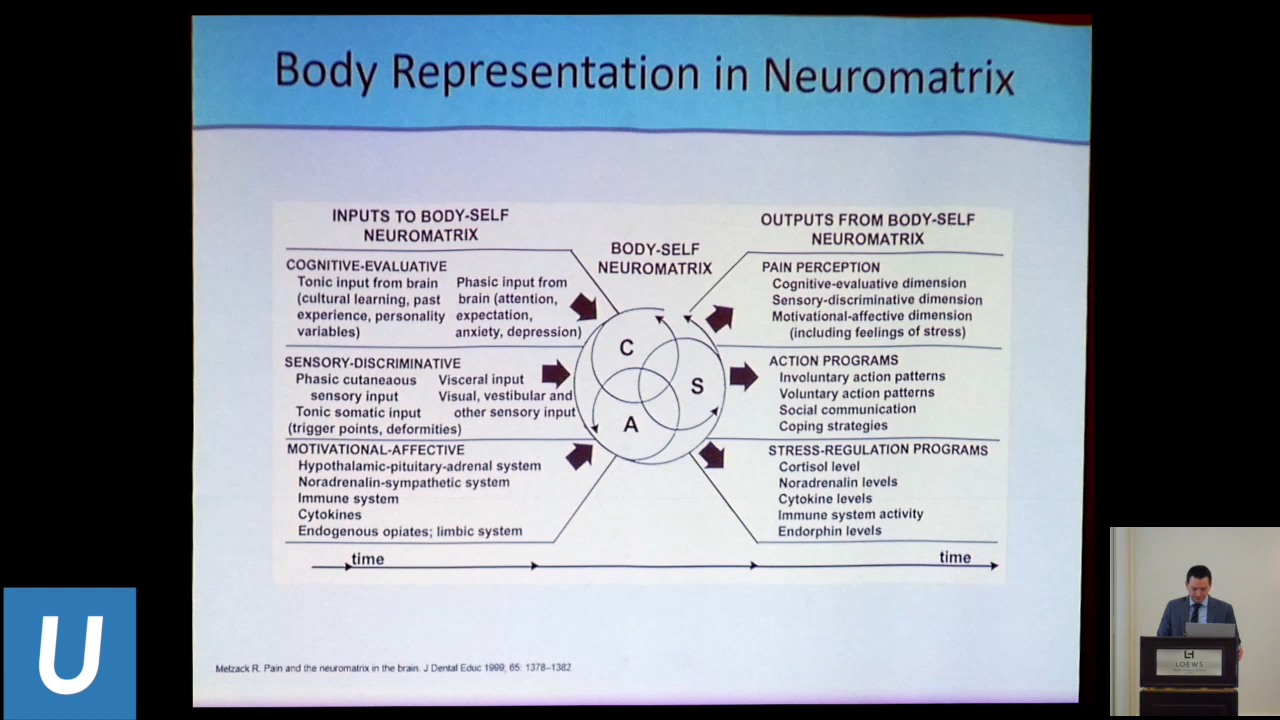 Body Representation in Neuromatrix
INPUTS TO BODY-SELF
NEUROMATRIX
COGNITIVE-EVALUATIVE
Tonic input from brain
(cultural learning, past
experience, personality
variables)
Phasic input from
brain (attention,
expectation,
anxiety, depression)
SENSORY-DISCRIMINATIVE
Phasic cutaneaous
sensory input
Tonic somatic input
(trigger points, deformities)
Visceral input
Visual, vestibular and
other sensory input
MOTIVATIONAL-AFFECTIVE
Hypothalamic-pituitary-adrenal system
Noradrenalin-sympathetic system
Immune system
Cytokines
Endogenous opiates; limbic system
BODY-SELF
NEUROMATRIX
C
S
A
OUTPUTS FROM BODY-SELF
NEUROMATRIX
PAIN PERCEPTION
Cognitive-evaluative dimension
Sensory-discriminative dimension
Motivational-affective dimension
(including feelings of stress)
ACTION PROGRAMS
Involuntary action patterns
Voluntary action patterns
Social communication
Coping strategies
STRESS-REGULATION PROGRAMS
Cortisol level
Noradrenalin levels
Cytokine levels
Immune system activity
Endorphin levels
time
time
Melzack R. Pain and the neuromatrix in the brain. J Dental Educ 1999; 65: 1378–1382
U
LOEWS